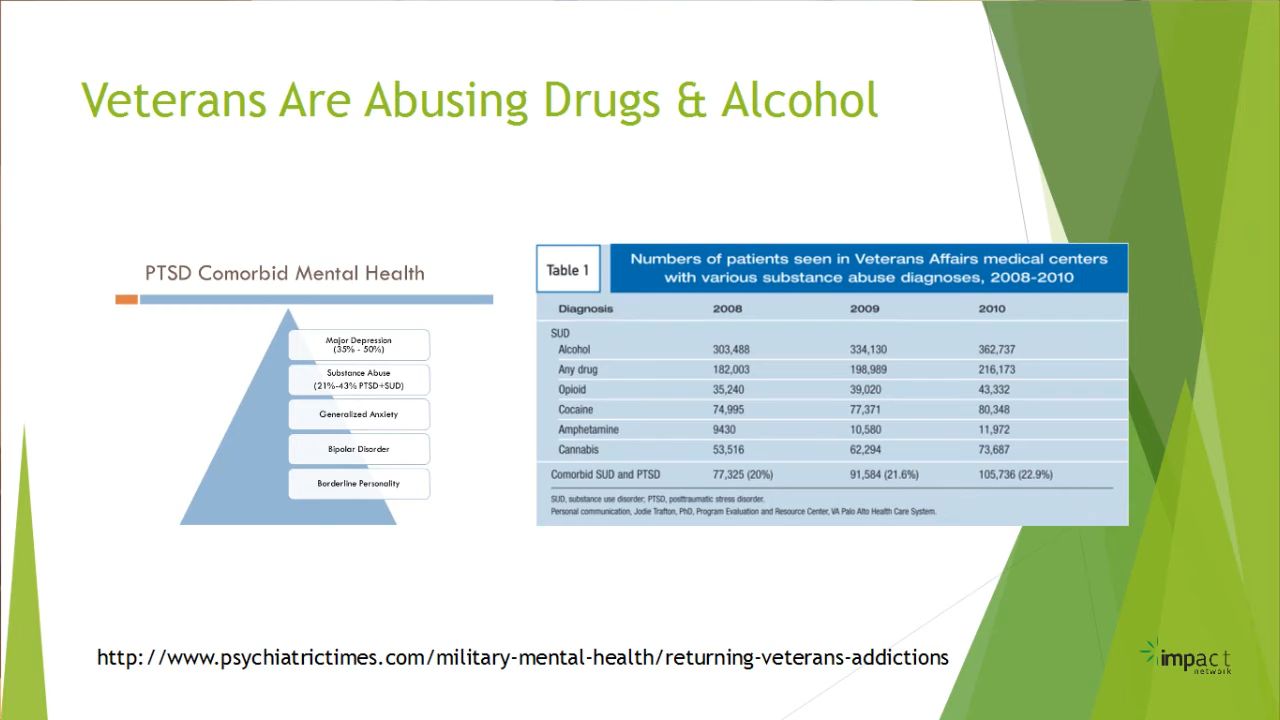 Veterans Are Abusing Drugs & Alcohol
PTSD Comorbid Mental Health
Major Depression
(35% - 50%)
Substance Abuse
(21%-43% PTSD+SUD)
Generalized Anxiety
Bipolar Disorder
Borderline Personality
Table 1
Numbers of patients seen in Veterans Affairs medical centers
with various substance abuse diagnoses, 2008-2010
Diagnosis 2008 2009 2010
SUD
Alcohol 303,488 334,130 362,737
Any drug 182,003 198,989 216,173
Opioid 35,240 39,020 43,332
Cocaine 74,995 77,371 80,348
Amphetamine 9430 10,580 11,972
Cannabis 53,516 62,294 73,687
Comorbid SUD and PTSD 77,325 (20%) 91,584 (21.6%) 105,736 (22.9%)
SUD, substance use disorder; PTSD, posttraumatic stress disorder.
Personal communication, Jodie Trafton, PhD, Program Evaluation and Resource Center, VA Palo Alto Health Care System.
http://www.psychiatrictimes.com/military-mental-health/returning-veterans-addictions
impact
network